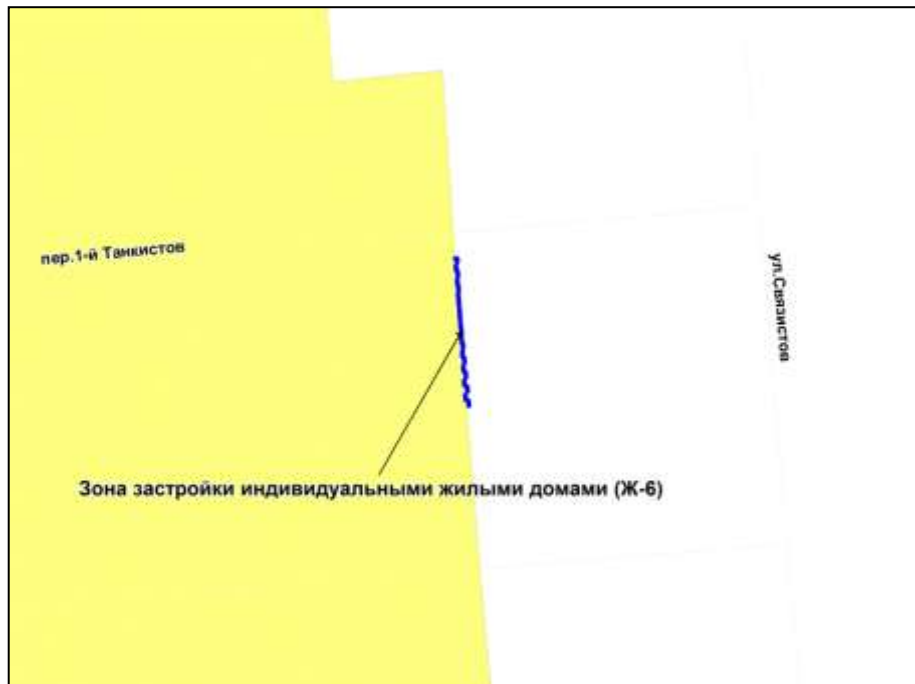 пер.1-й Танкистов
ул.Связистов
Зона застройки индивидуальными жилыми домами (Ж-6)